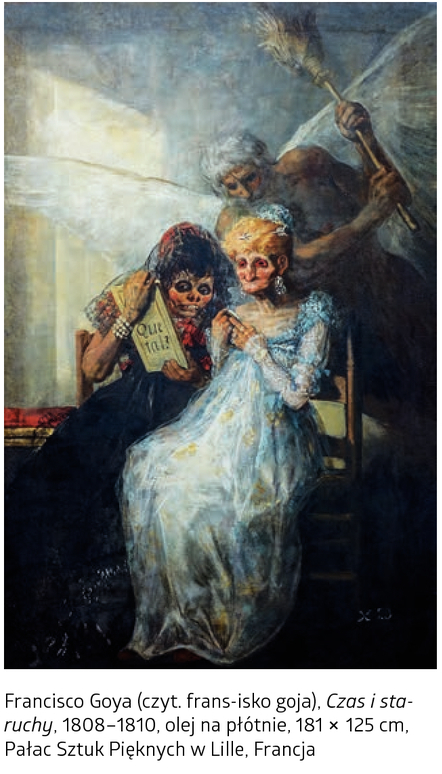 Que
tal?
X 23
Francisco Goya (czyt. frans-isko goja), Czas i sta-
ruchy, 1808–1810, olej na płótnie, 181 × 125 cm,
Pałac Sztuk Pięknych w Lille, Francja